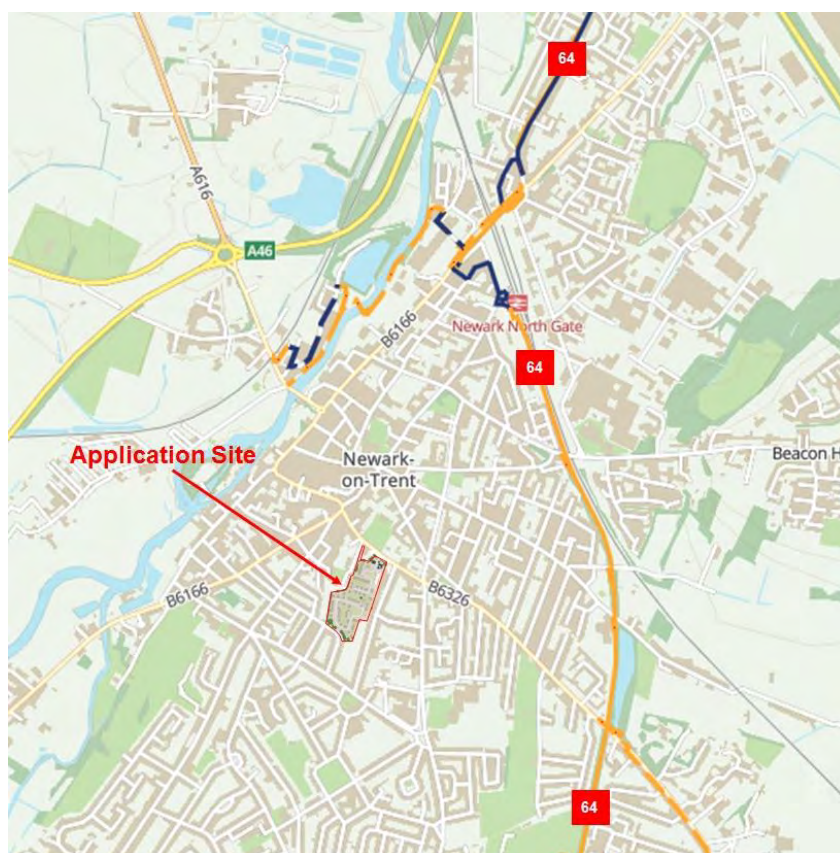 64
A616
A46
B6166
Newark North Gate
64
Application Site
Newark-
on-Trent
Beacon H
B6166
B6326
64